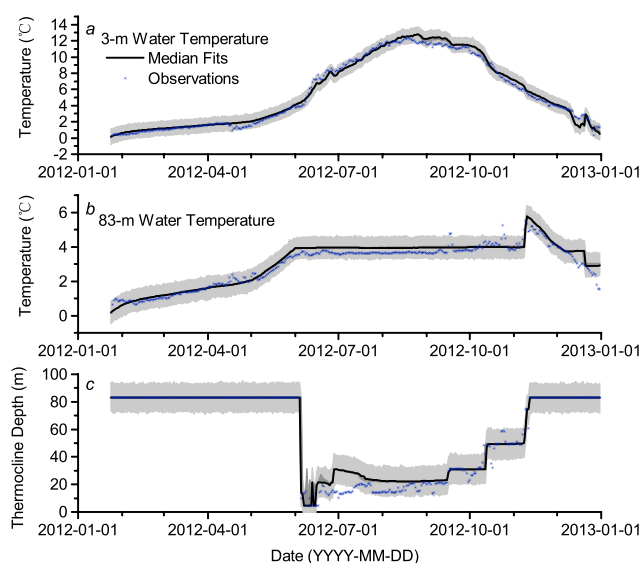 14
12
10
8
6
4
2
0
-2
Temperature (℃)
a 3-m Water Temperature
Median Fits
Observations
2012-01-01 2012-04-01 2012-07-01 2012-10-01 2013-01-01
6
4
2
0
Temperature (℃)
b 83-m Water Temperature
2012-01-01 2012-04-01 2012-07-01 2012-10-01 2013-01-01
100
80
60
40
20
0
Thermocline Depth (m)
c
2012-01-01 2012-04-01 2012-07-01 2012-10-01 2013-01-01
Date (YYYY-MM-DD)